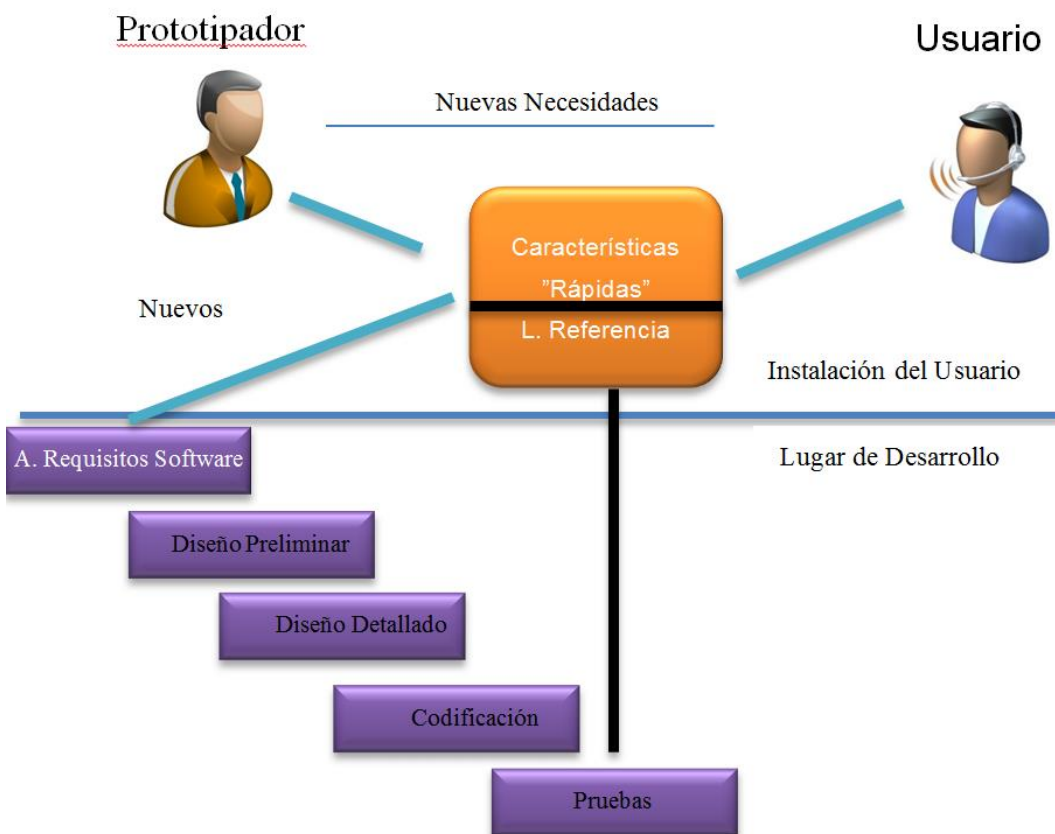 Prototipador
Usuario
Nuevas Necesidades
Características
”Rápidas”
L. Referencia
Nuevos
Instalación del Usuario
A. Requisitos Software
Lugar de Desarrollo
Diseño Preliminar
Diseño Detallado
Codificación
Pruebas